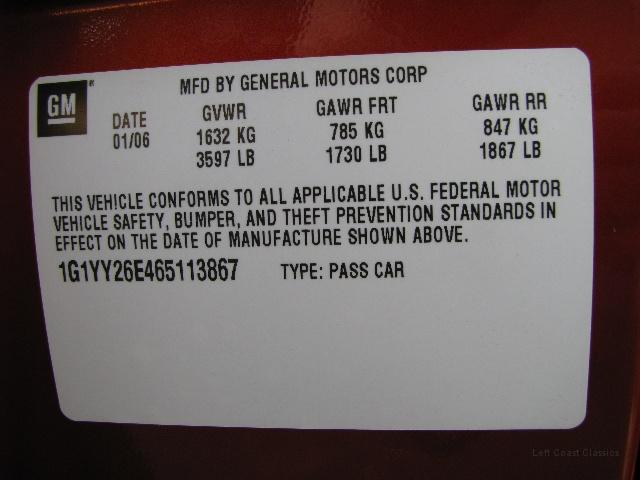 MFD BY GENERAL MOTORS CORP
GM
DATE GVWR GAWR FRT GAWR RR
01/06 1632 KG 785 KG 847 KG
3597 LB 1730 LB 1867 LB
THIS VEHICLE CONFORMS TO ALL APPLICABLE U.S. FEDERAL MOTOR
VEHICLE SAFETY, BUMPER, AND THEFT PREVENTION STANDARDS IN
EFFECT ON THE DATE OF MANUFACTURE SHOWN ABOVE.
1G1YY26E465113867 TYPE: PASS CAR
Left Coast Classics